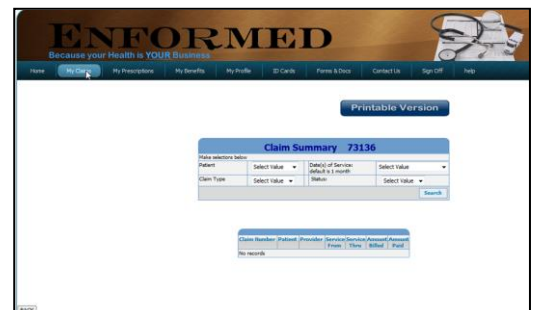 ENFORMED
Because your Health is YOUR Business
Home My Claims My Prescriptions My Benefits My Profile ID Cards Forms & Docs Contact Us Sign Off help
Printable Version
Claim Summary 73136
Make selections below
Patient Select Value Date(s) of Service: default is 1 month Select Value
Claim Type Select Value Status: Select Value
Search
Claim Number Patient Provider Service From Service Thru Amount Billed Amount Paid
No records